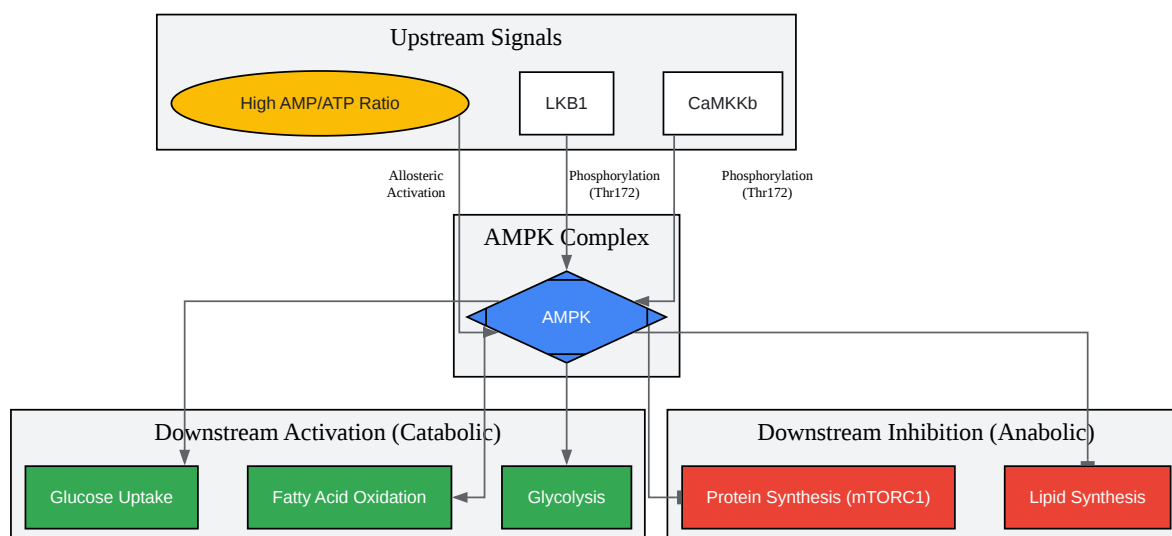 Upstream Signals
High AMP/ATP Ratio
LKB1
CaMKKb
Allosteric
Activation
Phosphorylation
(Thr172)
Phosphorylation
(Thr172)
AMPK Complex
AMPK
Downstream Activation (Catabolic)
Glucose Uptake
Fatty Acid Oxidation
Glycolysis
Downstream Inhibition (Anabolic)
Protein Synthesis (mTORC1)
Lipid Synthesis